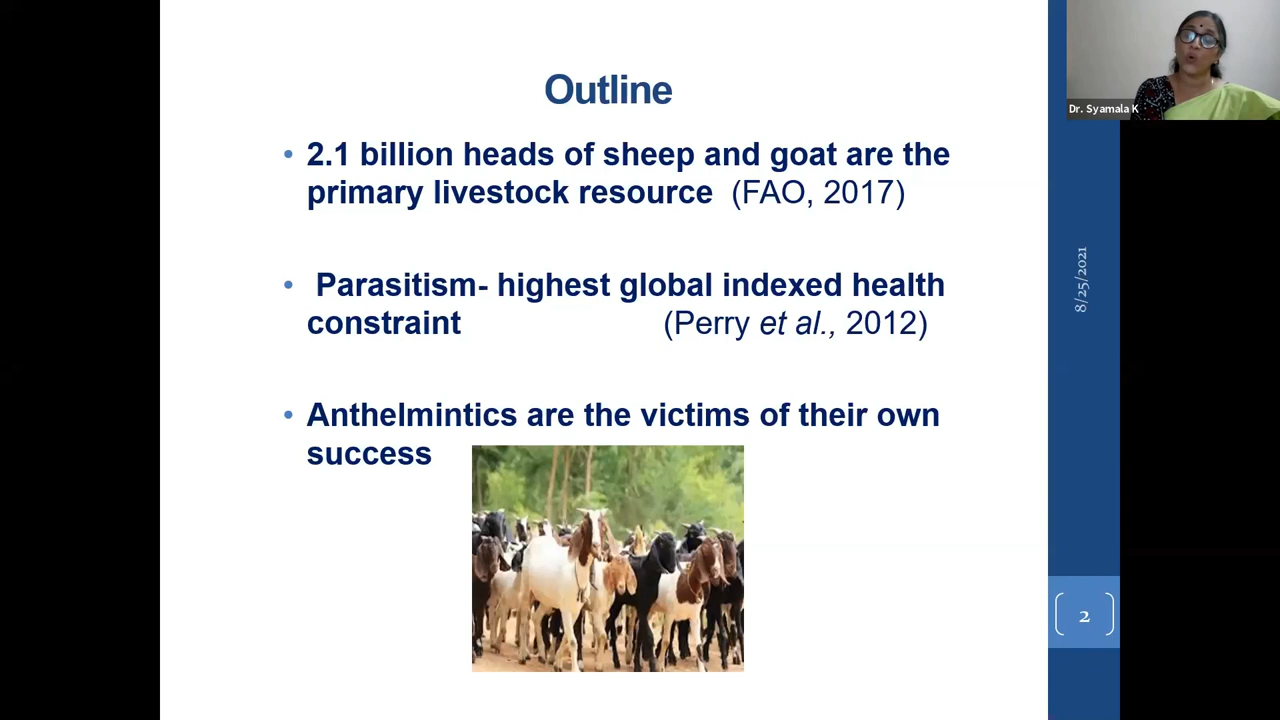 Outline
• 2.1 billion heads of sheep and goat are the
primary livestock resource (FAO, 2017)
• Parasitism- highest global indexed health
constraint (Perry et al., 2012)
• Anthelmintics are the victims of their own
success
Dr. Syamala K
8/25/2021
2